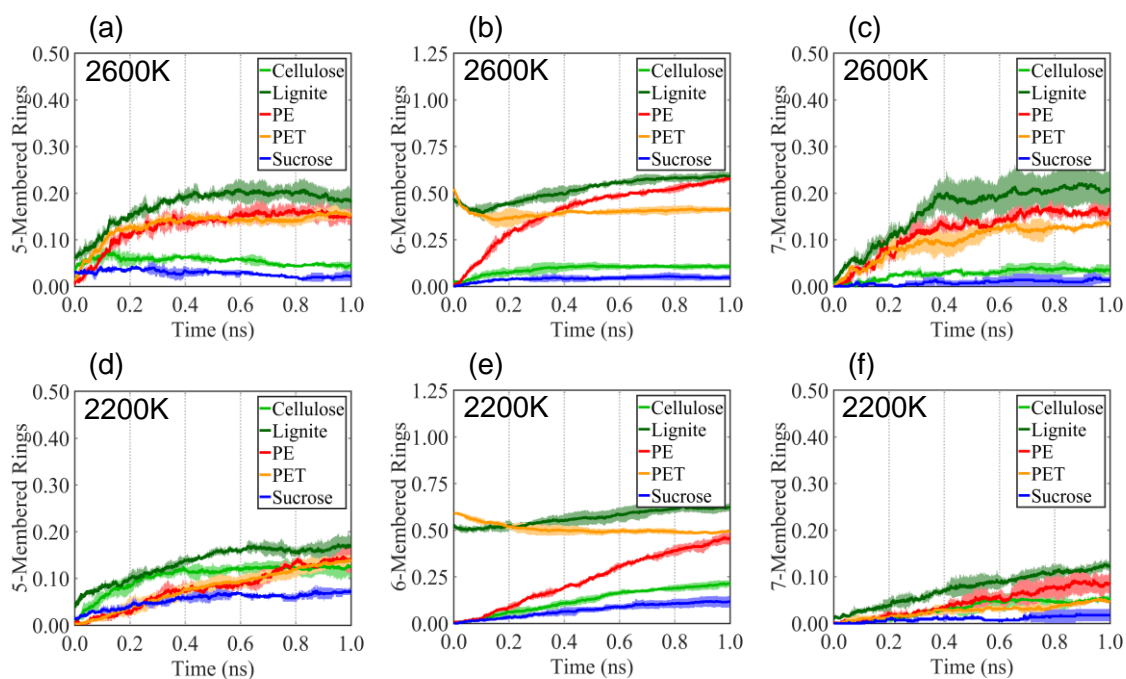 (a)
5-Membered Rings
0.50
0.40
0.30
0.20
0.10
0.00
2600K
Cellulose
Lignite
PE
PET
Sucrose
0.0 0.2 0.4 0.6 0.8 1.0
Time (ns)
(b)
6-Membered Rings
1.25
1.00
0.75
0.50
0.25
0.00
2600K
Cellulose
Lignite
PE
PET
Sucrose
0.0 0.2 0.4 0.6 0.8 1.0
Time (ns)
(c)
7-Membered Rings
0.50
0.40
0.30
0.20
0.10
0.00
2600K
Cellulose
Lignite
PE
PET
Sucrose
0.0 0.2 0.4 0.6 0.8 1.0
Time (ns)
(d)
5-Membered Rings
0.50
0.40
0.30
0.20
0.10
0.00
2200K
Cellulose
Lignite
PE
PET
Sucrose
0.0 0.2 0.4 0.6 0.8 1.0
Time (ns)
(e)
6-Membered Rings
1.25
1.00
0.75
0.50
0.25
0.00
2200K
Cellulose
Lignite
PE
PET
Sucrose
0.0 0.2 0.4 0.6 0.8 1.0
Time (ns)
(f)
7-Membered Rings
0.50
0.40
0.30
0.20
0.10
0.00
2200K
Cellulose
Lignite
PE
PET
Sucrose
0.0 0.2 0.4 0.6 0.8 1.0
Time (ns)